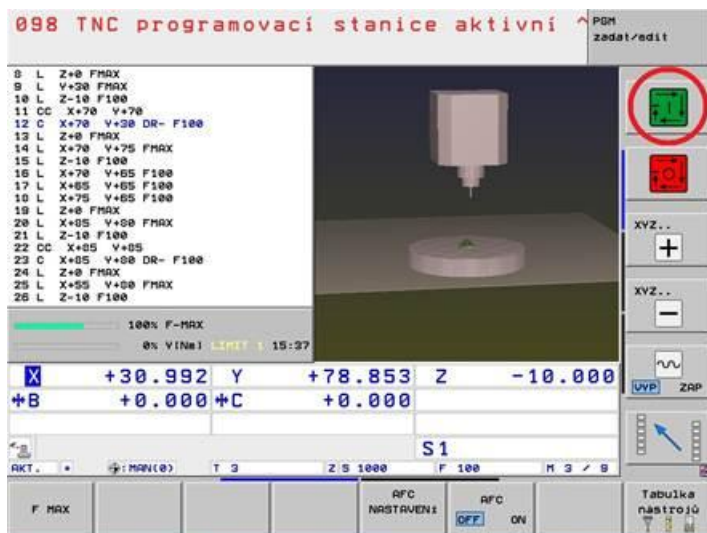 098 TNC programovací stanice aktivní ^
PGM
zadat/edit
8 L Z+0 FMAX
9 L Y+30 FMAX
10 L Z-10 F100
11 CC X+70 Y+70
12 C X+70 Y+30 DR- F100
13 L Z+0 FMAX
14 L X+70 Y+75 FMAX
15 L Z-10 F100
16 L X+70 Y+65 F100
17 L X+65 Y+65 F100
18 L X+75 Y+65 F100
19 L Z+0 FMAX
20 L X+85 Y+80 FMAX
21 L Z-10 F100
22 CC X+85 Y+85
23 C X+85 Y+80 DR- F100
24 L Z+0 FMAX
25 L X+55 Y+80 FMAX
26 L Z-10 F100
100% F-MAX
0% Y[Nm] LIMIT 1 15:37
X +30.992 Y +78.853 Z -10.000
+B +0.000 +C +0.000
S1
AKT. MAN(0) T 3 Z S 1000 F 100 M 3 / 9
XYZ..
+
XYZ..
−
VYP ZAP
F MAX
AFC
NASTAVENÍ
AFC
OFF ON
Tabulka
nástrojů